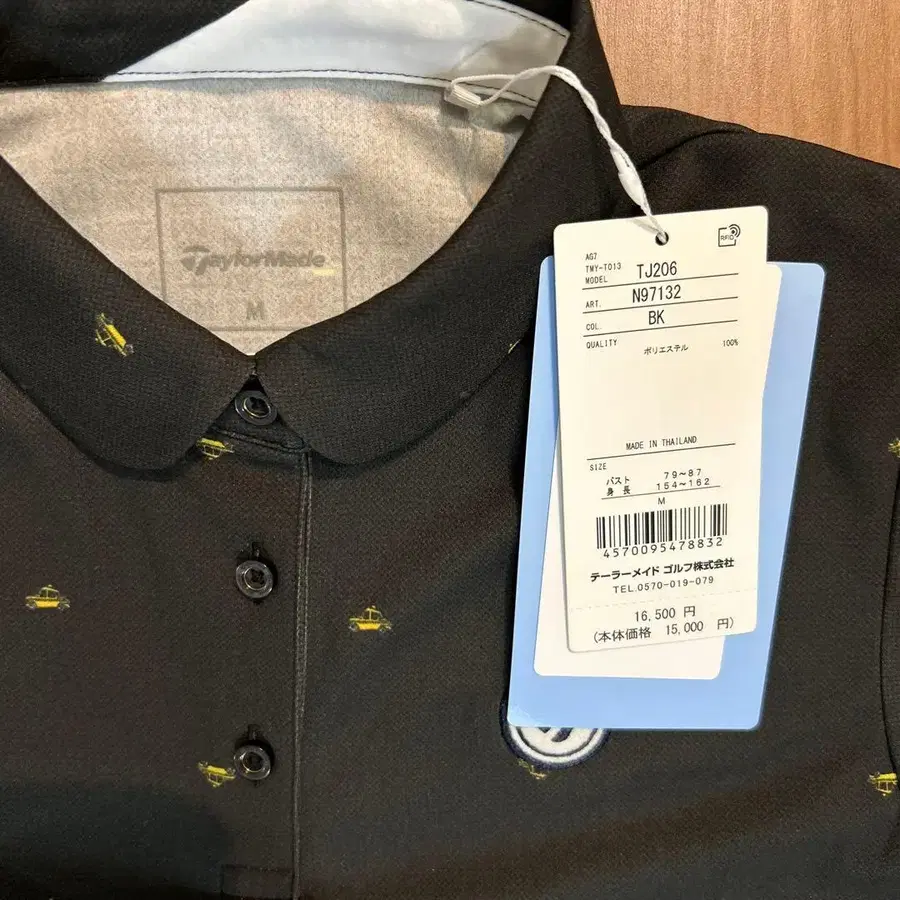 TaylorMade
M
RFID
AG7
TMY-T013
MODEL TJ206
ART. N97132
COL. BK
QUALITY
ポリエステル 100%
MADE IN THAILAND
SIZE
バスト 79~87
身長 154~162
M
4570095478832
テーラーメイド ゴルフ株式会社
TEL.0570-019-079
16,500 円
(本体価格 15,000 円)